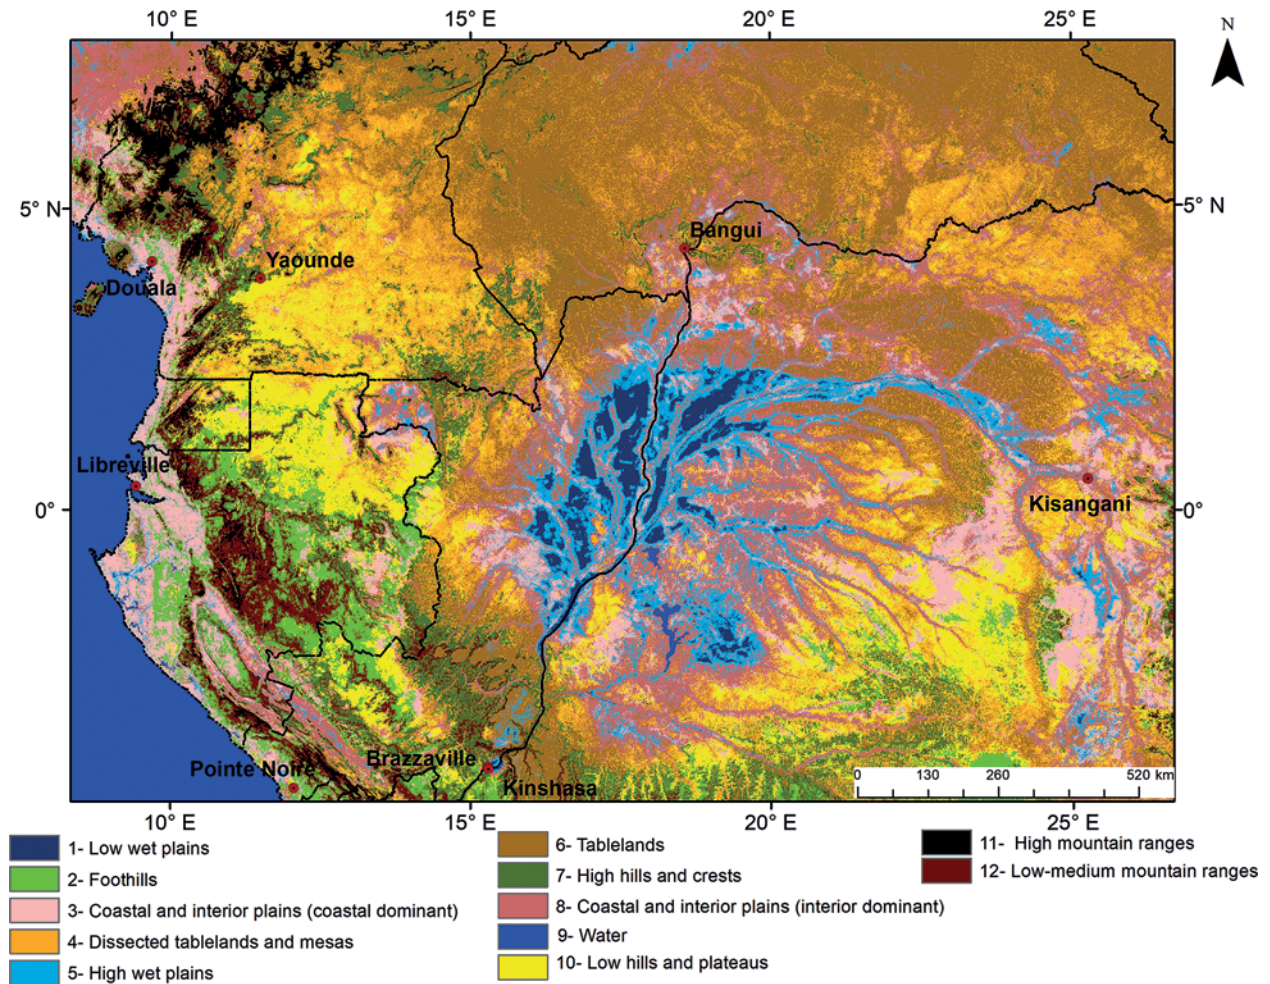 10° E 15° E 20° E 25° E
N
5° N 5° N
Bangui
Yaounde
Douala
Libreville
Kisangani
0° 0°
Brazzaville
Pointe Noire
Kinshasa
0 130 260 520 km
10° E 15° E 20° E 25° E
1- Low wet plains
2- Foothills
3- Coastal and interior plains (coastal dominant)
4- Dissected tablelands and mesas
5- High wet plains
6- Tablelands
7- High hills and crests
8- Coastal and interior plains (interior dominant)
9- Water
10- Low hills and plateaus
11- High mountain ranges
12- Low-medium mountain ranges